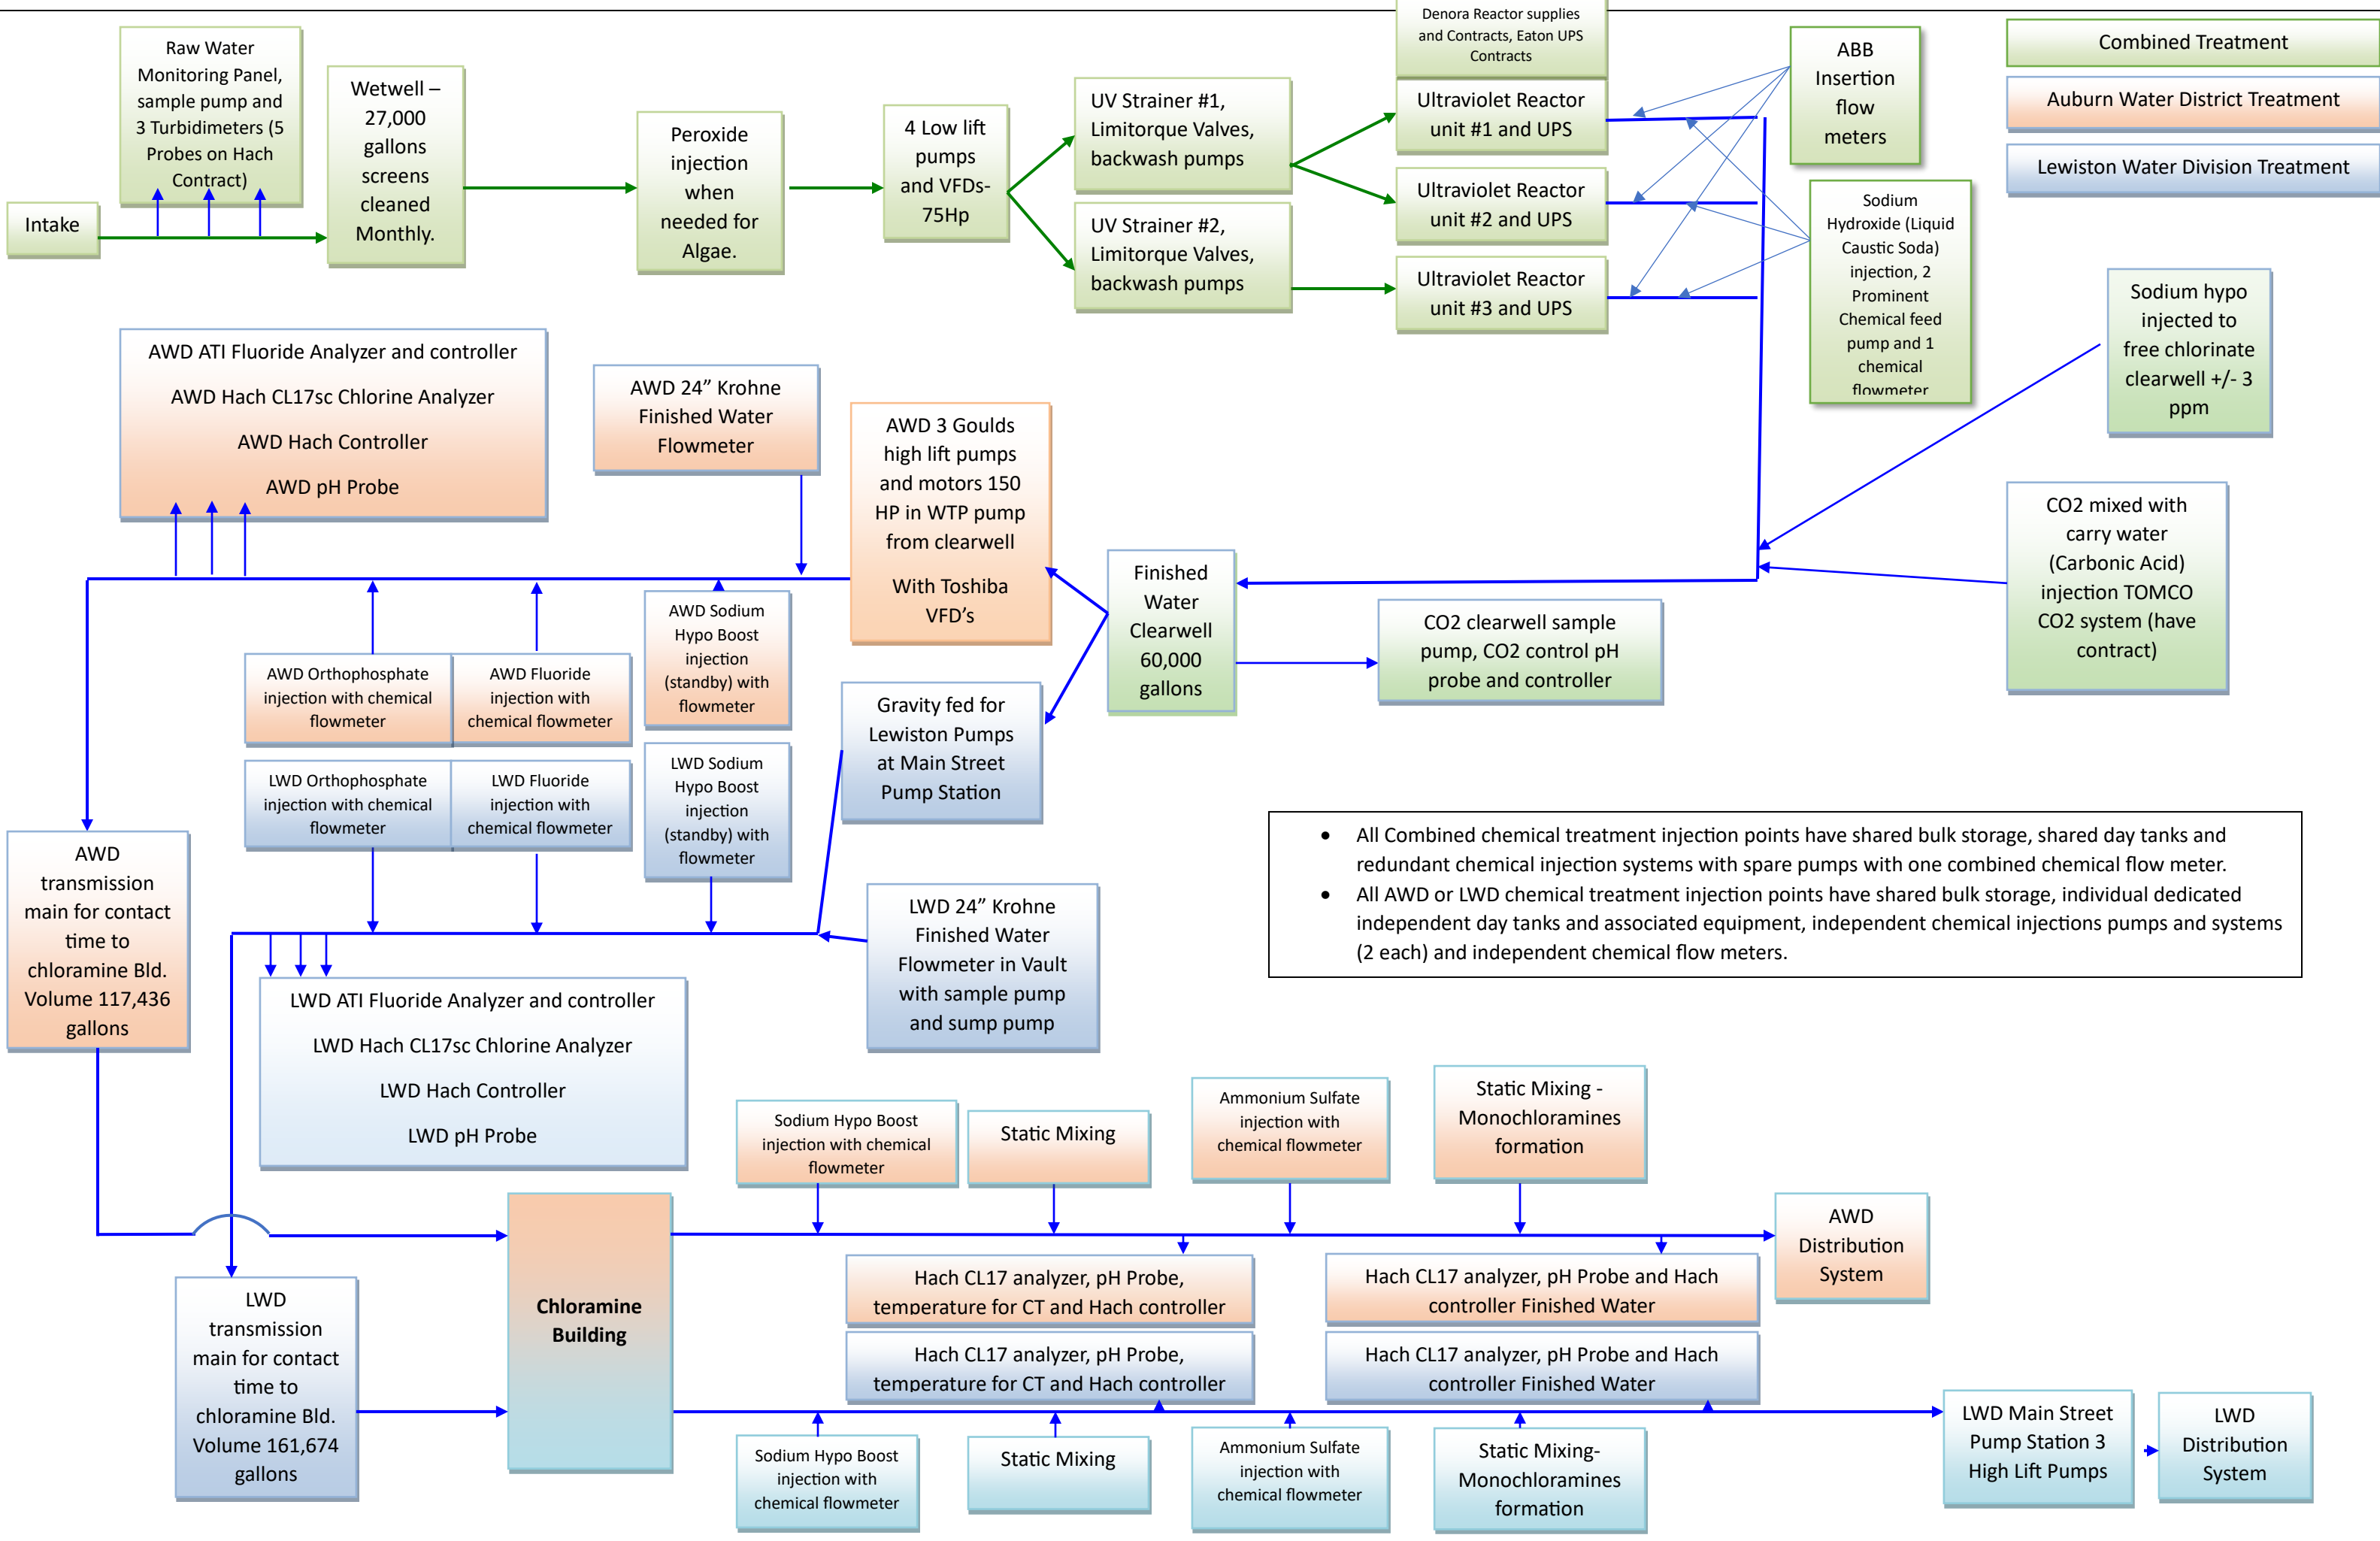 Denora Reactor supplies
and Contracts, Eaton UPS
Contracts
Raw Water
Monitoring Panel,
sample pump and
3 Turbidimeters (5
Probes on Hach
Contract)
Intake
Wetwell –
27,000
gallons
screens
cleaned
Monthly.
Peroxide
injection
when
needed for
Algae.
4 Low lift
pumps
and VFDs-
75Hp
UV Strainer #1,
Limitorque Valves,
backwash pumps
UV Strainer #2,
Limitorque Valves,
backwash pumps
Ultraviolet Reactor
unit #1 and UPS
Ultraviolet Reactor
unit #2 and UPS
Ultraviolet Reactor
unit #3 and UPS
ABB
Insertion
flow
meters
Combined Treatment
Auburn Water District Treatment
Lewiston Water Division Treatment
Sodium
Hydroxide (Liquid
Caustic Soda)
injection, 2
Prominent
Chemical feed
pump and 1
chemical
flowmeter
Sodium hypo
injected to
free chlorinate
clearwell +/- 3
ppm
CO2 mixed with
carry water
(Carbonic Acid)
injection TOMCO
CO2 system (have
contract)
AWD ATI Fluoride Analyzer and controller
AWD Hach CL17sc Chlorine Analyzer
AWD Hach Controller
AWD pH Probe
AWD 24” Krohne
Finished Water
Flowmeter
AWD 3 Goulds
high lift pumps
and motors 150
HP in WTP pump
from clearwell
With Toshiba
VFD’s
Finished
Water
Clearwell
60,000
gallons
CO2 clearwell sample
pump, CO2 control pH
probe and controller
AWD Orthophosphate
injection with chemical
flowmeter
AWD Fluoride
injection with
chemical flowmeter
AWD Sodium
Hypo Boost
injection
(standby) with
flowmeter
Gravity fed for
Lewiston Pumps
at Main Street
Pump Station
LWD Orthophosphate
injection with chemical
flowmeter
LWD Fluoride
injection with
chemical flowmeter
LWD Sodium
Hypo Boost
injection
(standby) with
flowmeter
AWD
transmission
main for contact
time to
chloramine Bld.
Volume 117,436
gallons
LWD 24” Krohne
Finished Water
Flowmeter in Vault
with sample pump
and sump pump
• All Combined chemical treatment injection points have shared bulk storage, shared day tanks and
redundant chemical injection systems with spare pumps with one combined chemical flow meter.
• All AWD or LWD chemical treatment injection points have shared bulk storage, individual dedicated
independent day tanks and associated equipment, independent chemical injections pumps and systems
(2 each) and independent chemical flow meters.
LWD ATI Fluoride Analyzer and controller
LWD Hach CL17sc Chlorine Analyzer
LWD Hach Controller
LWD pH Probe
Sodium Hypo Boost
injection with chemical
flowmeter
Static Mixing
Ammonium Sulfate
injection with
chemical flowmeter
Static Mixing -
Monochloramines
formation
AWD
Distribution
System
Chloramine
Building
Hach CL17 analyzer, pH Probe,
temperature for CT and Hach controller
Hach CL17 analyzer, pH Probe and Hach
controller Finished Water
Hach CL17 analyzer, pH Probe,
temperature for CT and Hach controller
Hach CL17 analyzer, pH Probe and Hach
controller Finished Water
LWD
transmission
main for contact
time to
chloramine Bld.
Volume 161,674
gallons
Sodium Hypo Boost
injection with
chemical flowmeter
Static Mixing
Ammonium Sulfate
injection with
chemical flowmeter
Static Mixing-
Monochloramines
formation
LWD Main Street
Pump Station 3
High Lift Pumps
LWD
Distribution
System